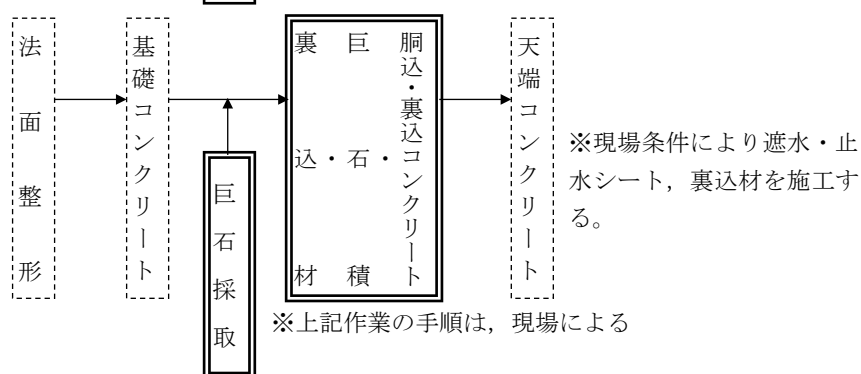 法面整形
基礎コンクリート
巨石採取
胴込・裏込コンクリート
・巨石積
・裏込材
天端コンクリート
※現場条件により遮水・止
水シート，裏込材を施工す
る。
※上記作業の手順は，現場による